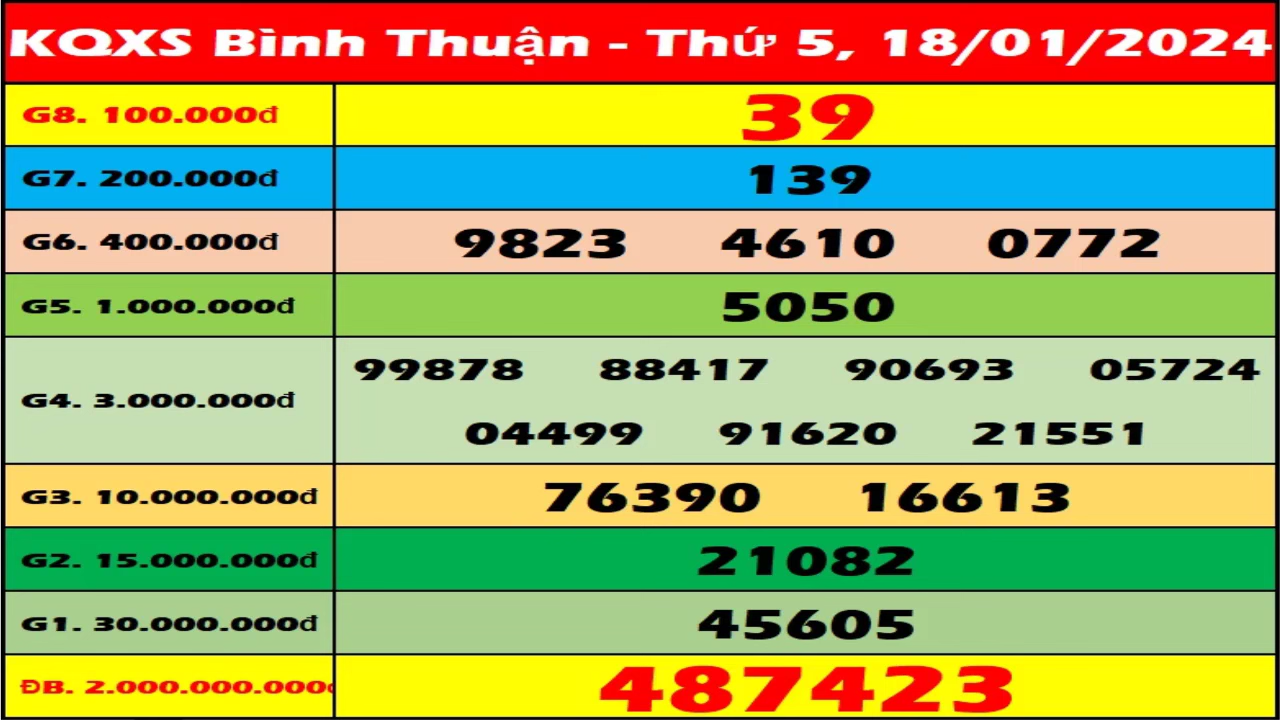 KQXS Bình Thuận - Thứ 5, 18/01/2024
G8. 100.000đ 39
G7. 200.000đ 139
G6. 400.000đ 9823 4610 0772
G5. 1.000.000đ 5050
G4. 3.000.000đ 99878 88417 90693 05724
04499 91620 21551
G3. 10.000.000đ 76390 16613
G2. 15.000.000đ 21082
G1. 30.000.000đ 45605
ĐB. 2.000.000.000đ 487423